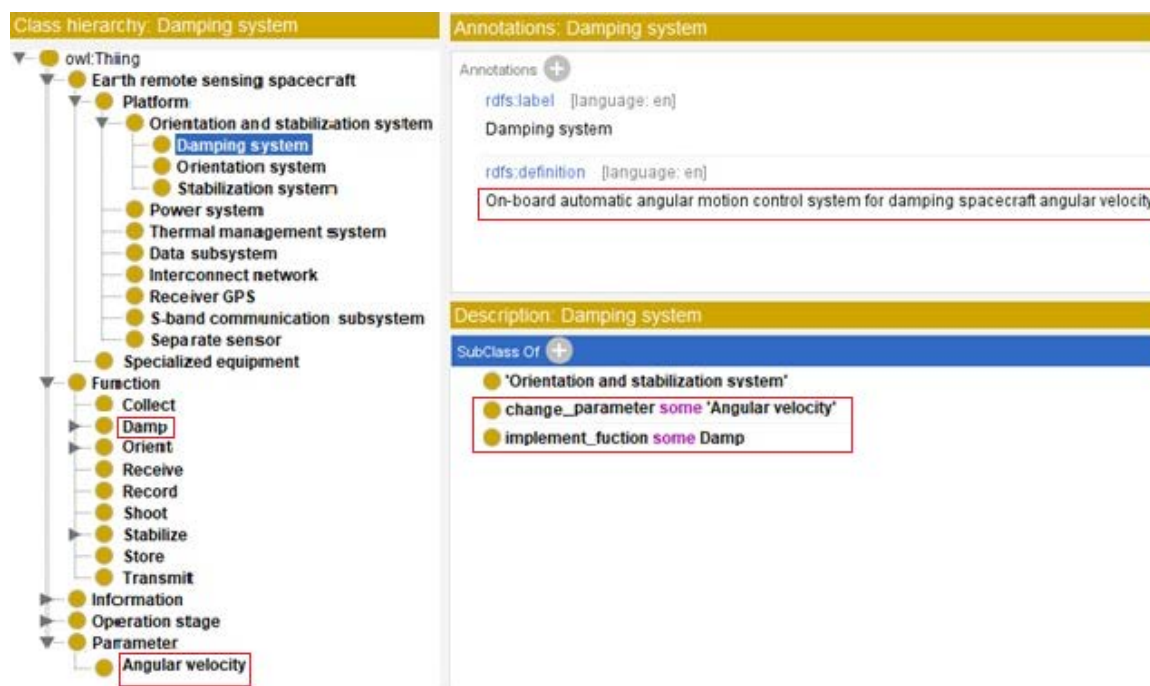 Class hierarchy: Damping system
owl:Thiing
Earth remote sensing spacecraft
Platform
Orientation and stabilization system
Damping system
Orientation system
Stabilization system
Power system
Thermal management system
Data subsystem
Interconnect network
Receiver GPS
S-band communication subsystem
Separate sensor
Specialized equipment
Function
Collect
Damp
Orient
Receive
Record
Shoot
Stabilize
Store
Transmit
Information
Operation stage
Parrameter
Angular velocity
Annotations: Damping system
Annotations
rdfs:label [language: en]
Damping system
rdfs:definition [language: en]
On-board automatic angular motion control system for damping spacecraft angular velocity
Description: Damping system
SubClass Of
'Orientation and stabilization system'
change_parameter some 'Angular velocity'
implement_fuction some Damp